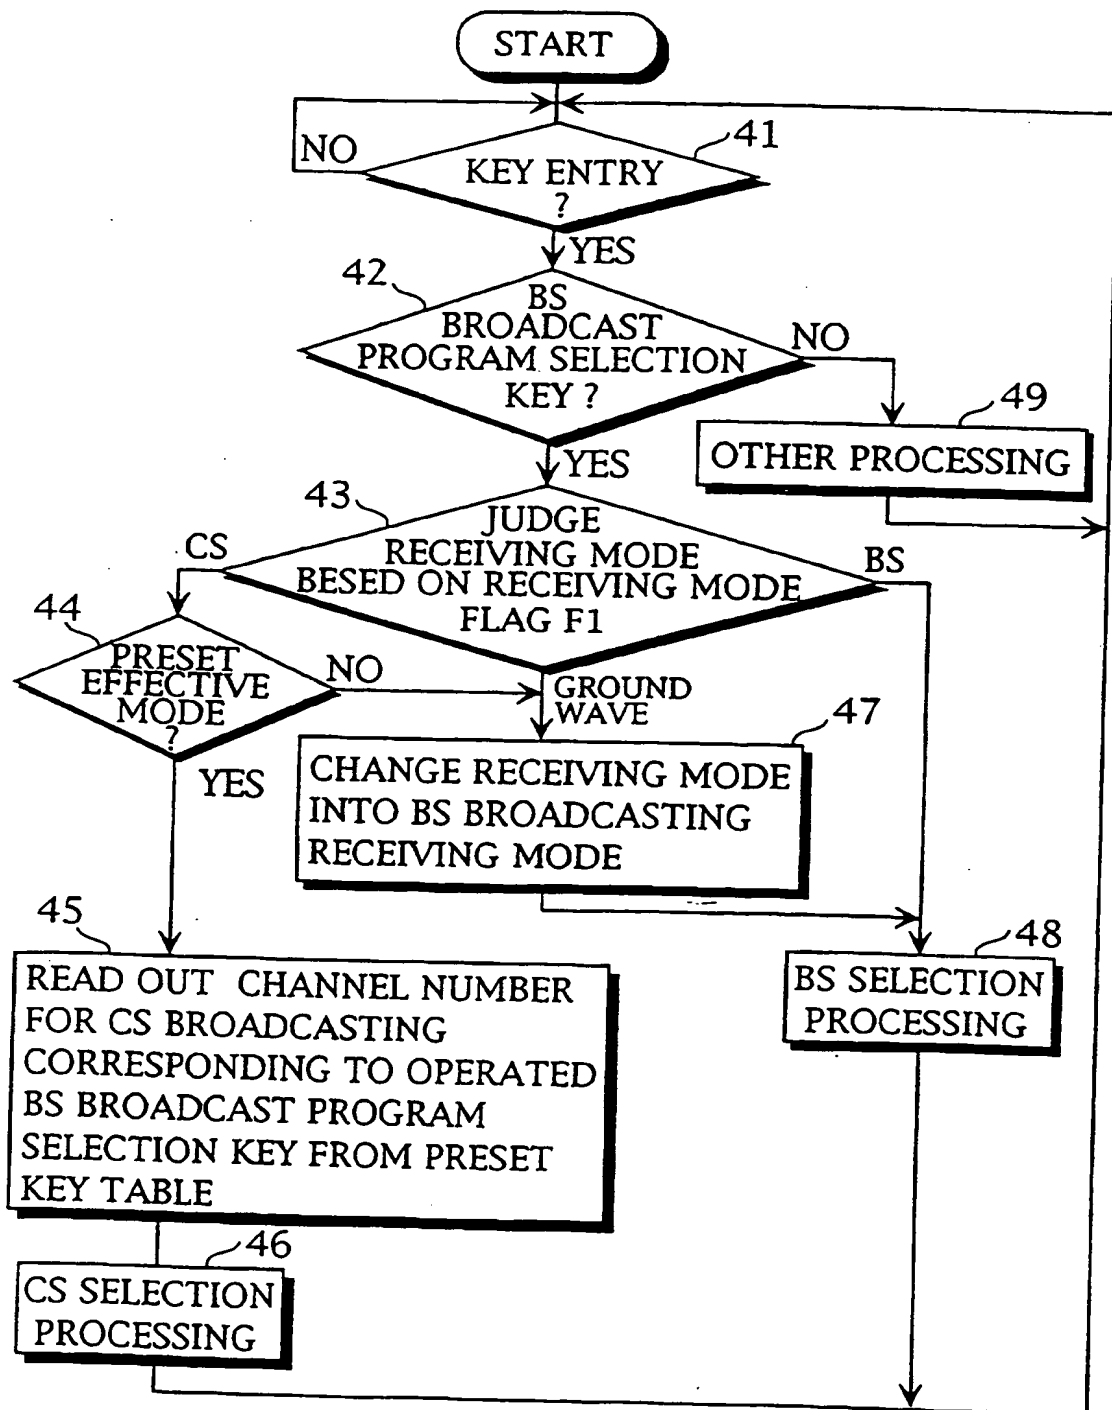 START
41
NO
KEY ENTRY
?
YES
42
BS
BROADCAST
PROGRAM SELECTION
KEY ?
NO
49
OTHER PROCESSING
YES
43
JUDGE
RECEIVING MODE
BESED ON RECEIVING MODE
FLAG F1
CS
BS
44
PRESET
EFFECTIVE
MODE
?
NO
GROUND
WAVE
47
YES
CHANGE RECEIVING MODE
INTO BS BROADCASTING
RECEIVING MODE
45
READ OUT CHANNEL NUMBER
FOR CS BROADCASTING
CORRESPONDING TO OPERATED
BS BROADCAST PROGRAM
SELECTION KEY FROM PRESET
KEY TABLE
48
BS SELECTION
PROCESSING
46
CS SELECTION
PROCESSING